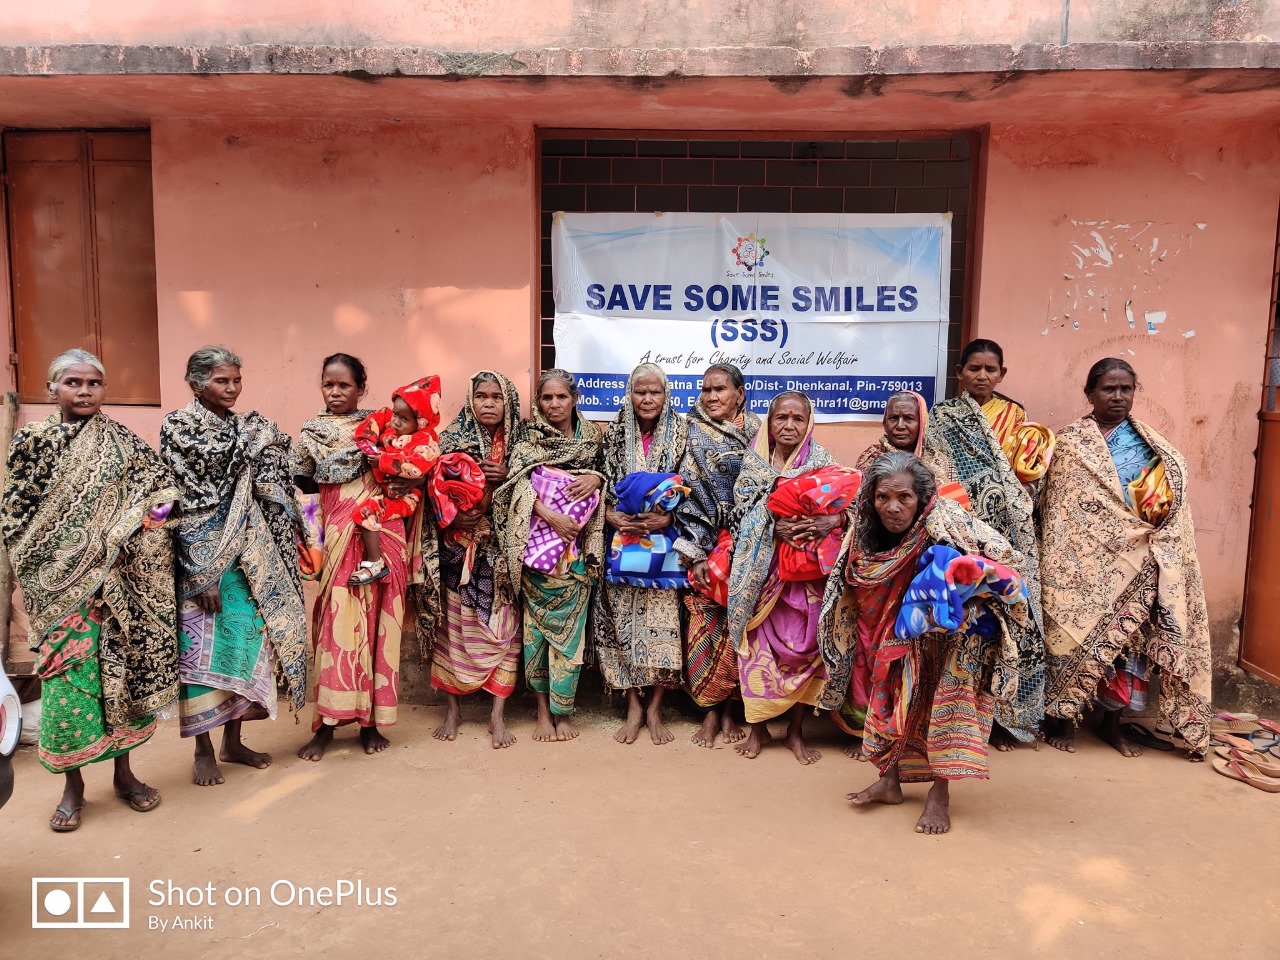 Save Some Smiles
SAVE SOME SMILES
(SSS)
A trust for Charity and Social Welfair
Address Dist- Dhenkanal, Pin-759013
Mob. :
Shot on OnePlus
By Ankit